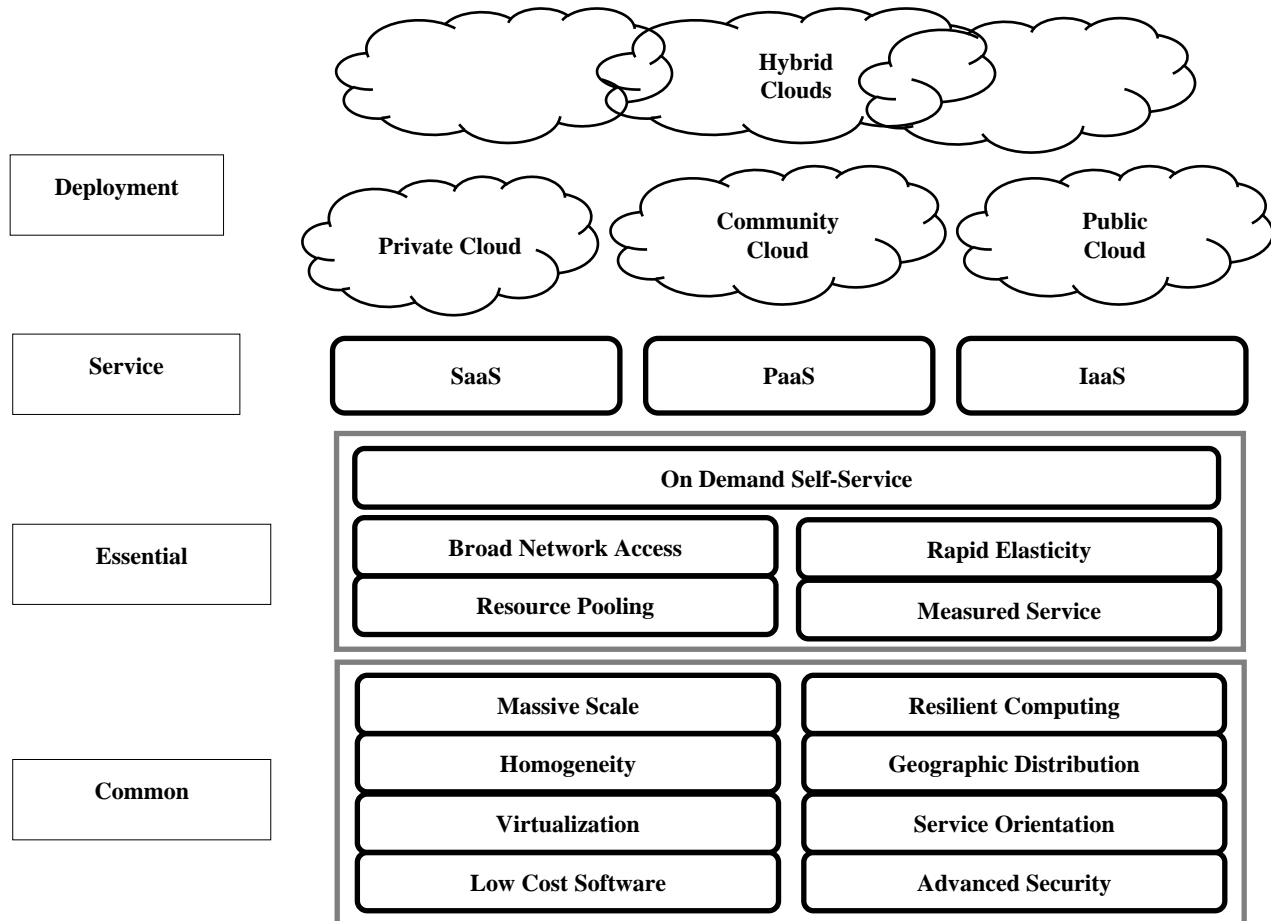 Hybrid
Clouds
Deployment
Private Cloud
Community
Cloud
Public
Cloud
Service
SaaS
PaaS
IaaS
Essential
On Demand Self-Service
Broad Network Access
Rapid Elasticity
Resource Pooling
Measured Service
Common
Massive Scale
Resilient Computing
Homogeneity
Geographic Distribution
Virtualization
Service Orientation
Low Cost Software
Advanced Security